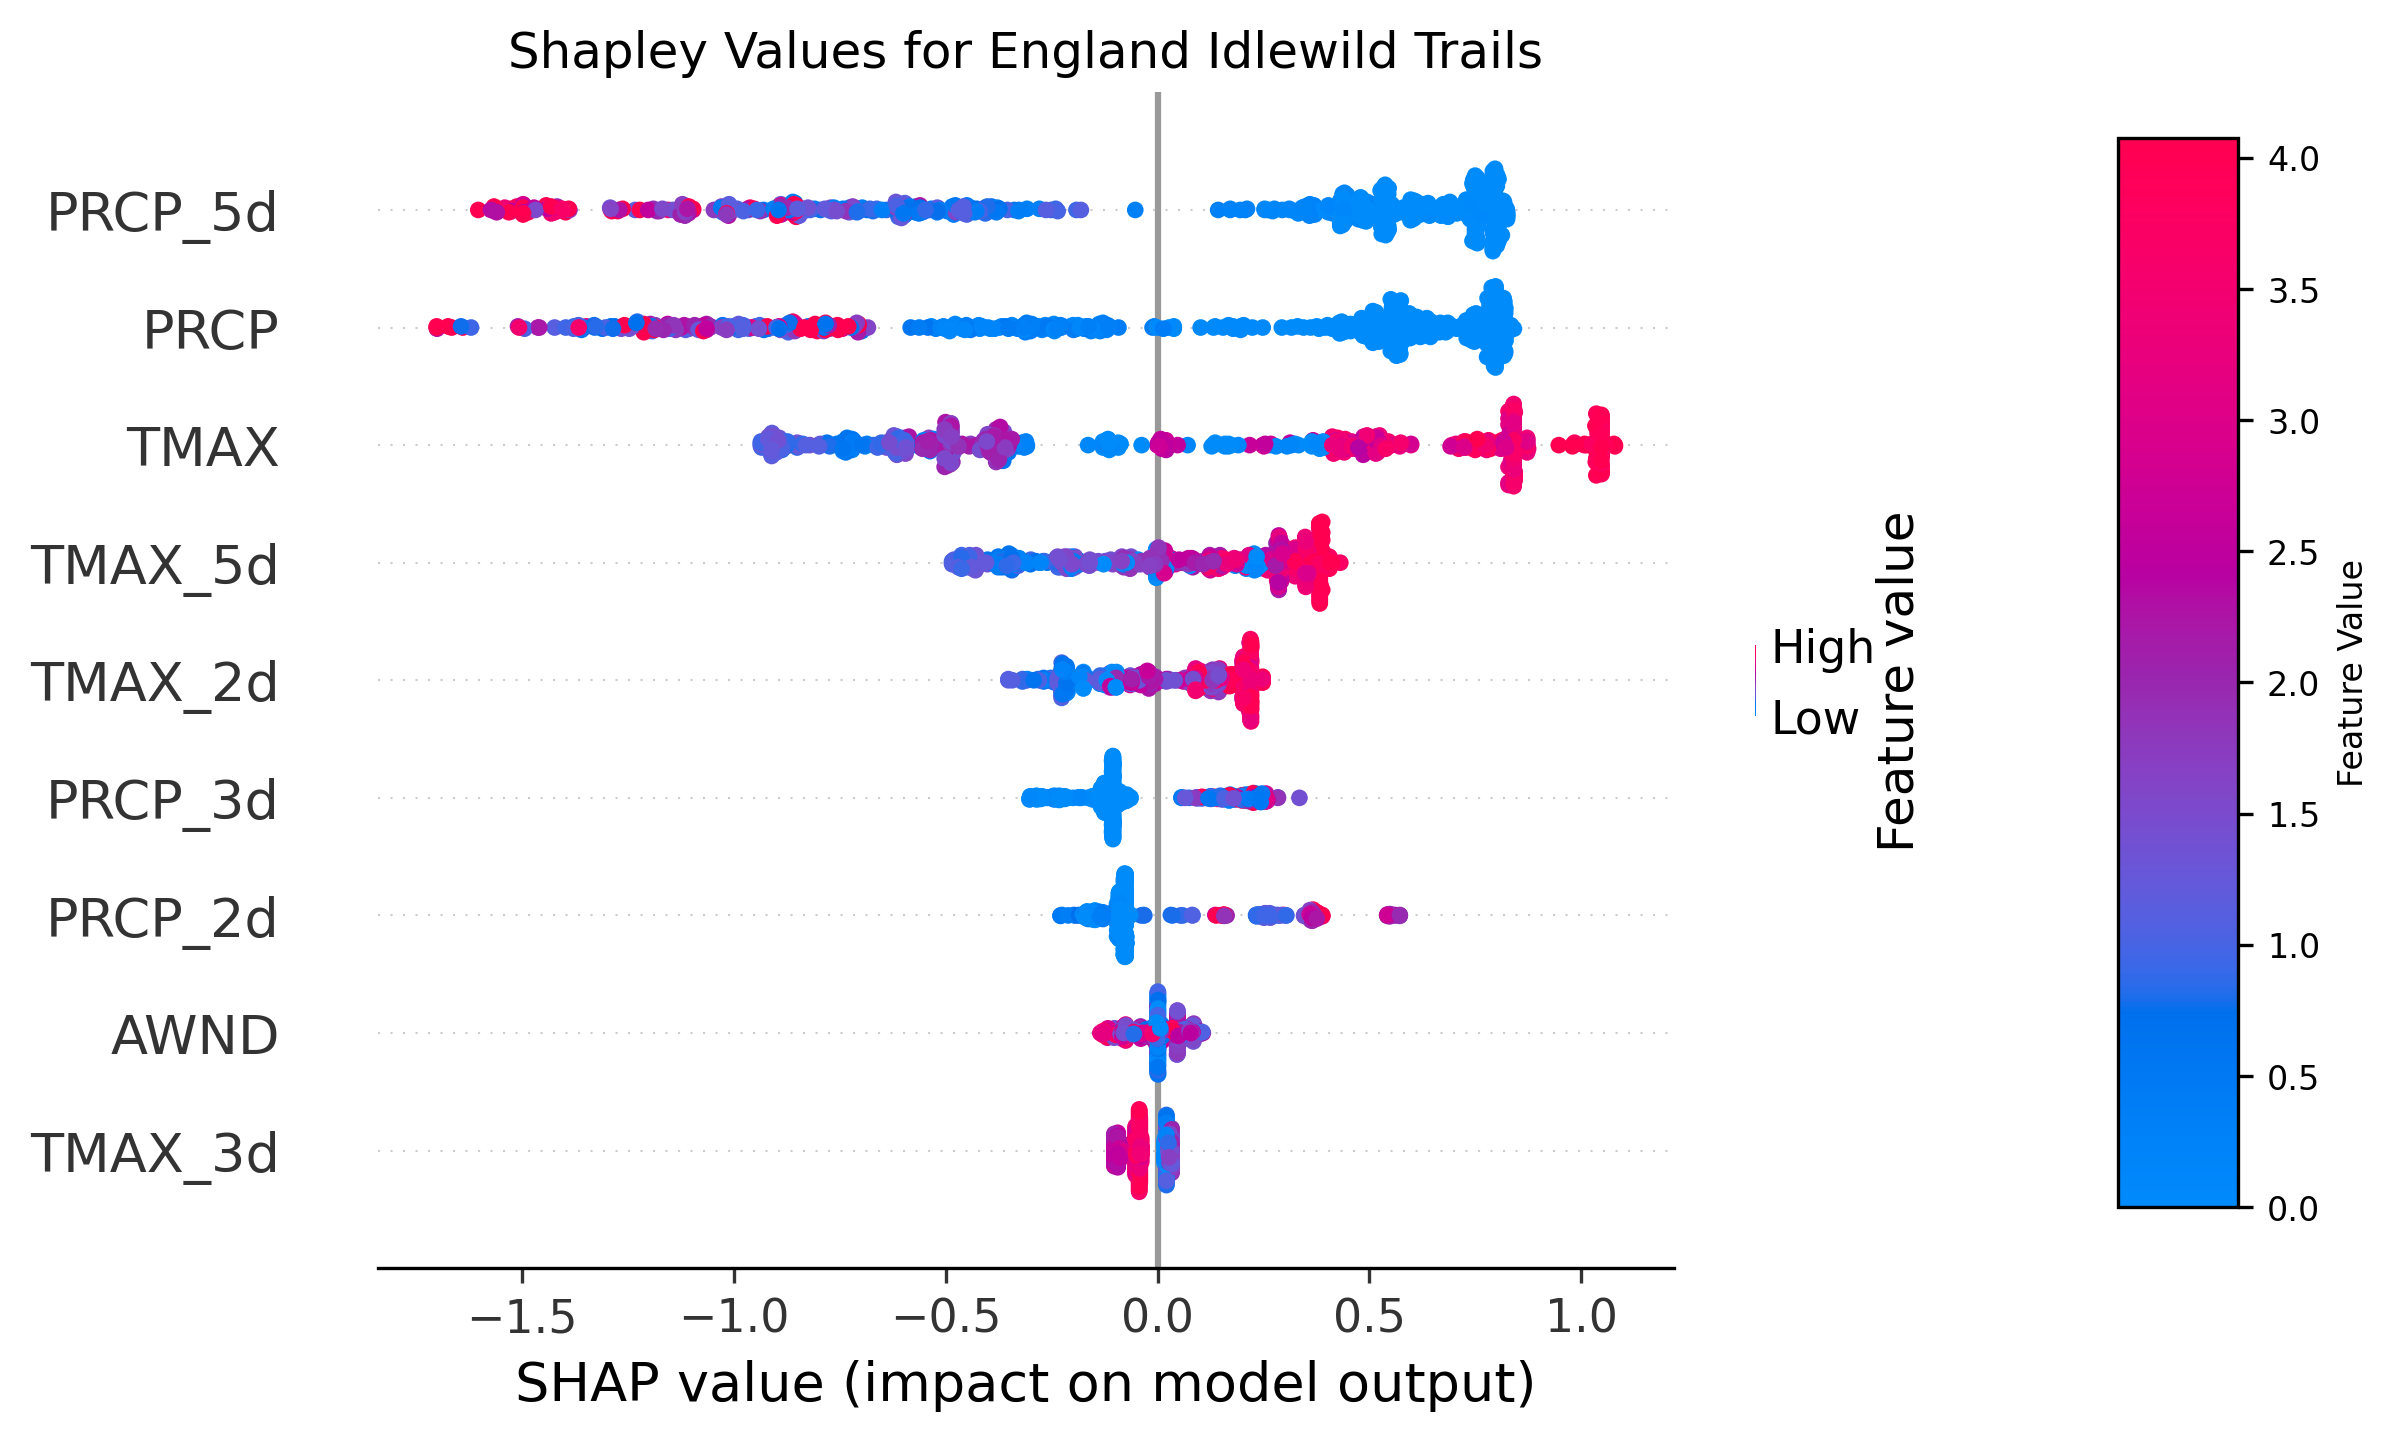 Shapley Values for England Idlewild Trails
PRCP_5d
PRCP
TMAX
TMAX_5d
TMAX_2d
PRCP_3d
PRCP_2d
AWND
TMAX_3d
−1.5 −1.0 −0.5 0.0 0.5 1.0
SHAP value (impact on model output)
High
Low
Feature value
4.0
3.5
3.0
2.5
2.0
1.5
1.0
0.5
0.0
Feature Value